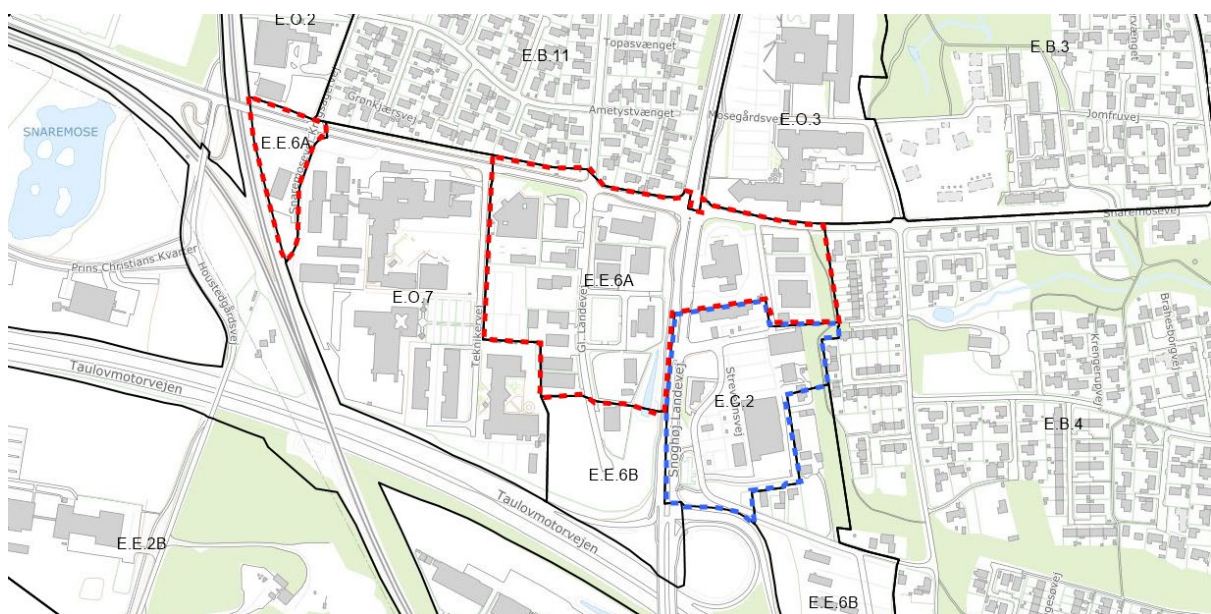 E.O.2
E.B.11
Topasvænget
E.B.3
Grønkjærsvej
Ametystvænget
Mosegårdsvej
E.O.3
Jomfruvej
SNAREMOSE
E.E.6A
Snaremosevej
Snaremosevej
Prins Christians Kvarter
Houstedgårdsvej
E.O.7
Teknikervej
E.E.6A
Gl. Landevej
Snoghøj Landevej
Strevelinsvej
E.C.2
Krengerupvej
Brahesborgvej
E.B.4
Taulovmotorvejen
E.E.6B
Taulovmotorvejen
E.E.2B
E.E.6B